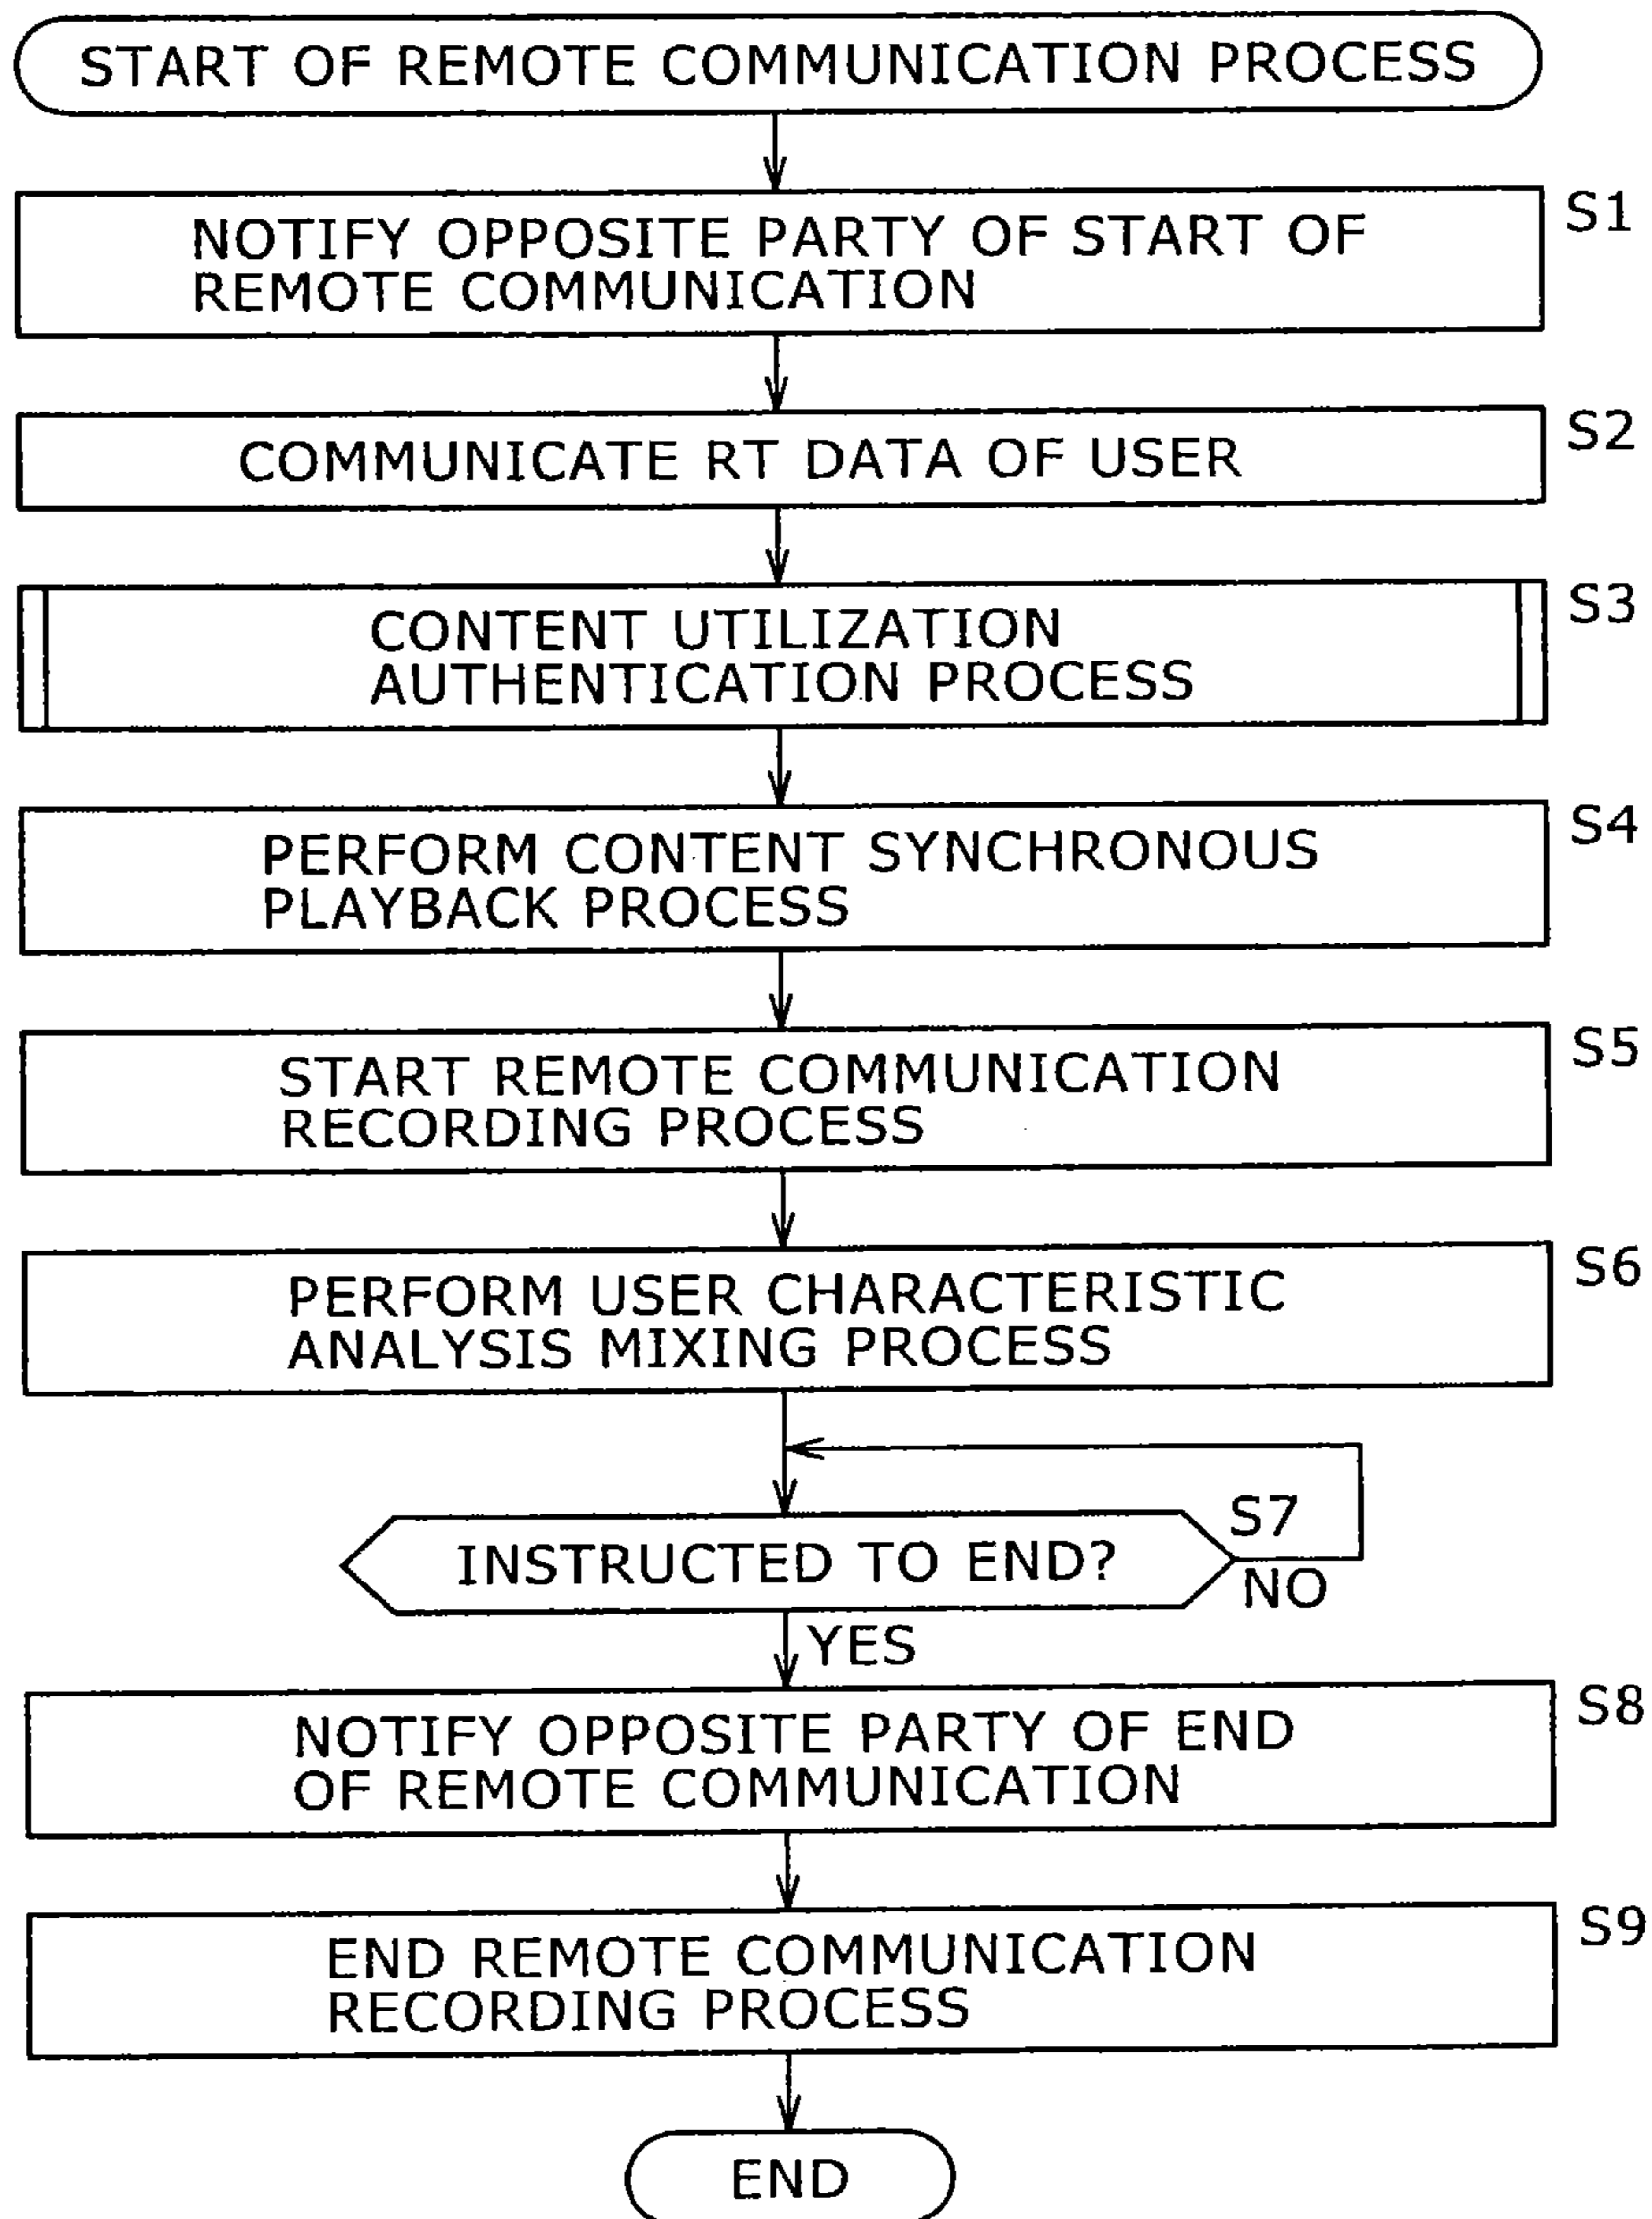 START OF REMOTE COMMUNICATION PROCESS
S1
NOTIFY OPPOSITE PARTY OF START OF
REMOTE COMMUNICATION
S2
COMMUNICATE RT DATA OF USER
S3
CONTENT UTILIZATION
AUTHENTICATION PROCESS
S4
PERFORM CONTENT SYNCHRONOUS
PLAYBACK PROCESS
S5
START REMOTE COMMUNICATION
RECORDING PROCESS
S6
PERFORM USER CHARACTERISTIC
ANALYSIS MIXING PROCESS
S7
INSTRUCTED TO END?
NO
YES
S8
NOTIFY OPPOSITE PARTY OF END
OF REMOTE COMMUNICATION
S9
END REMOTE COMMUNICATION
RECORDING PROCESS
END